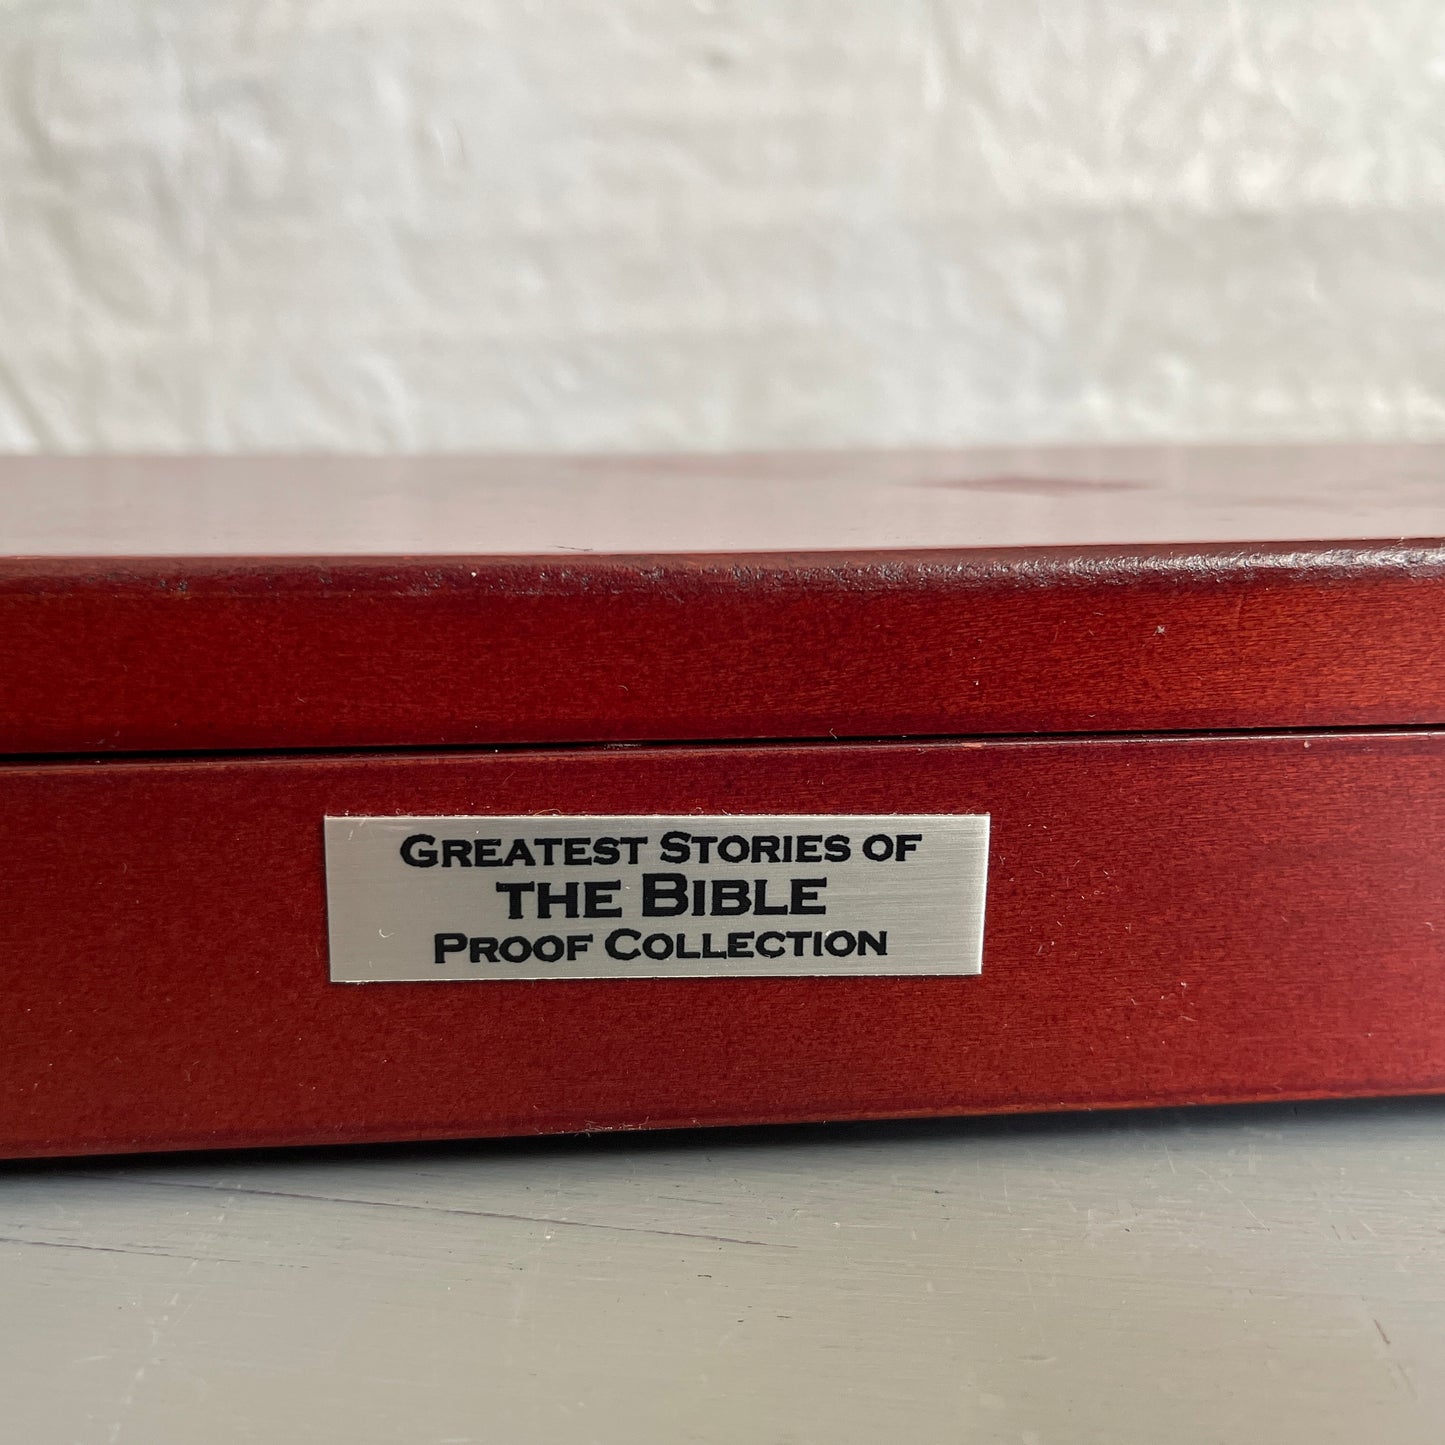 Greatest Stories of
the Bible
Proof Collection